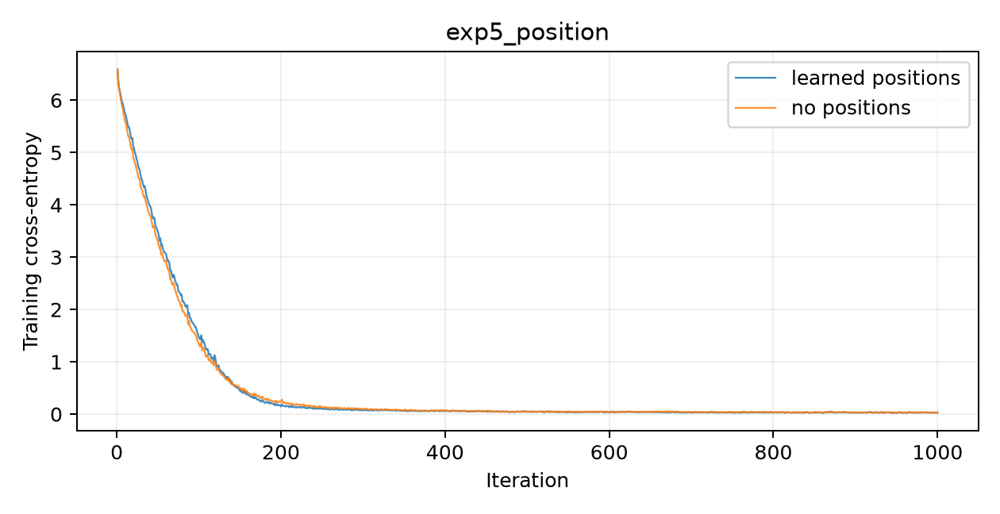 exp5_position
learned positions
no positions
Training cross-entropy
6
5
4
3
2
1
0
0 200 400 600 800 1000
Iteration